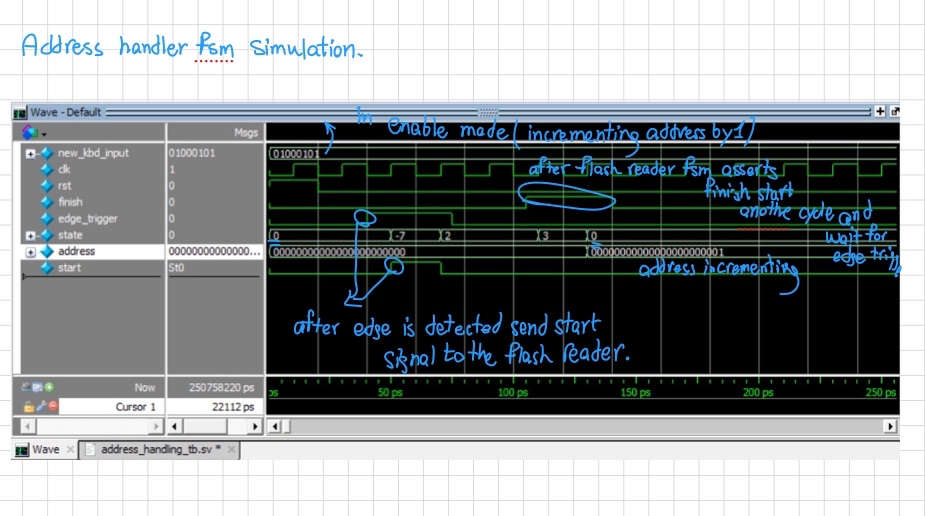 Address handler fsm simulation.
Wave - Default
Msgs
in enable mode (incrementing address by 1)
new_kbd_input 01000101 01000101
clk 1
after flash reader fsm asserts
rst 0
finish start
finish 0
another cycle and
edge_trigger 0
wait for
state 0 0 -7 2 3 0
edge trigg
address 00000000000000... 0000000000000000000000 0000000000000000000001
address incrementing
start St0
after edge is detected send start
signal to the flash reader.
Now 250758220 ps
ps 50 ps 100 ps 150 ps 200 ps 250 ps
Cursor 1 22112 ps
Wave address_handling_tb.sv *